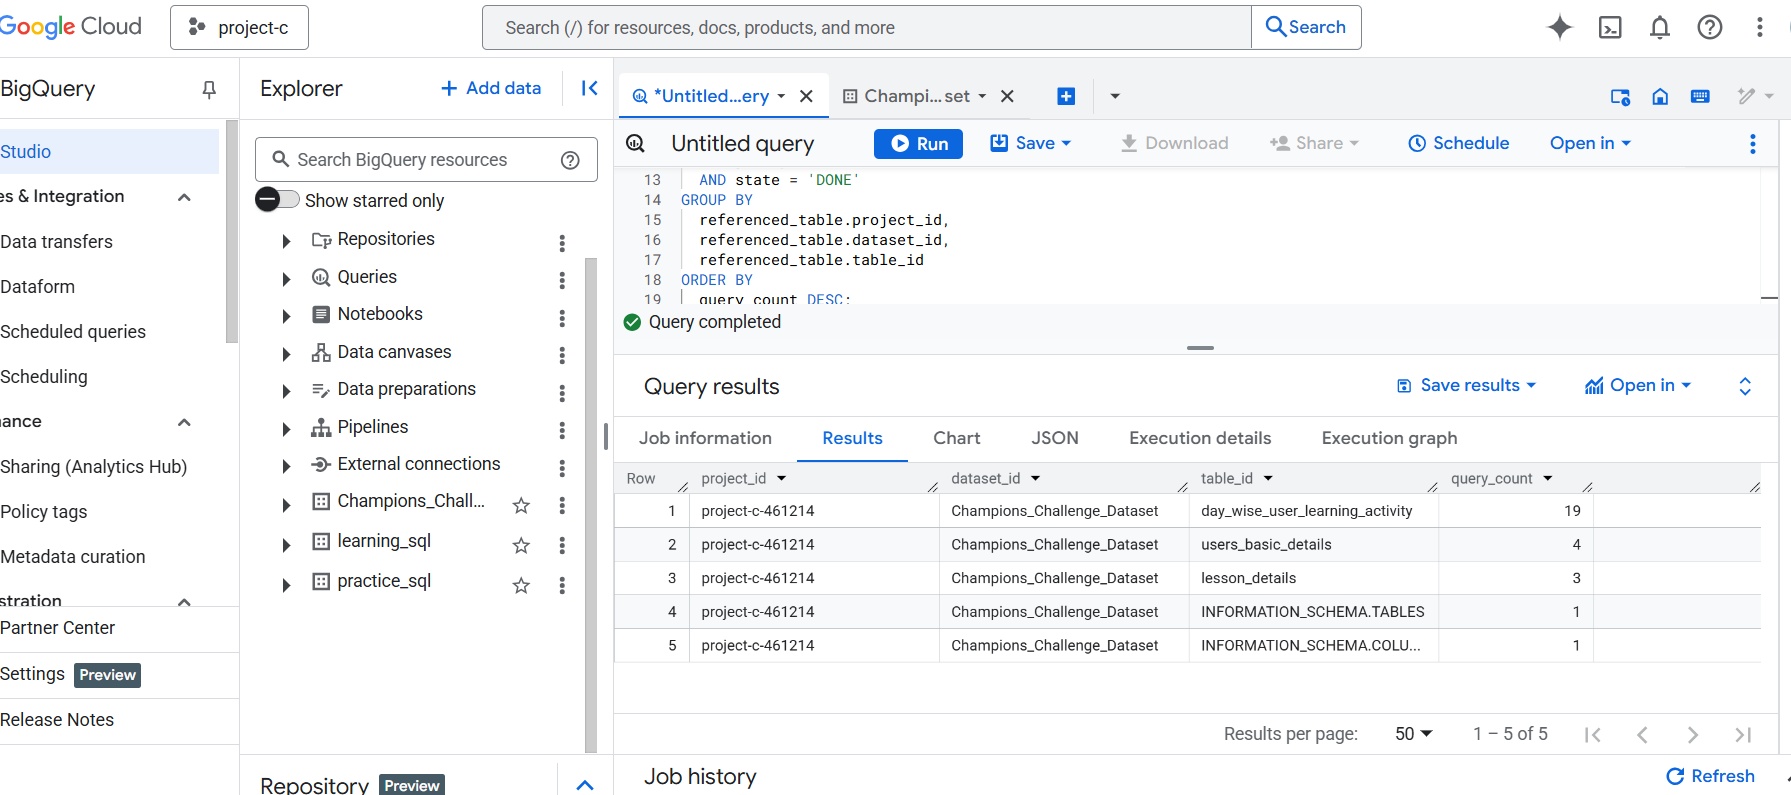 Google Cloud
project-c
Search (/) for resources, docs, products, and more
Search
BigQuery
Studio
es & Integration
Data transfers
Dataform
Scheduled queries
Scheduling
nance
Sharing (Analytics Hub)
Policy tags
Metadata curation
stration
Partner Center
Settings Preview
Release Notes
Explorer
+ Add data
Search BigQuery resources
Show starred only
Repositories
Queries
Notebooks
Data canvases
Data preparations
Pipelines
External connections
Champions_Chall...
learning_sql
practice_sql
Repository Preview
*Untitled...ery
Champi... set
Untitled query
Run
Save
Download
Share
Schedule
Open in
13 AND state = 'DONE'
14 GROUP BY
15 referenced_table.project_id,
16 referenced_table.dataset_id,
17 referenced_table.table_id
18 ORDER BY
19 query_count DESC;
Query completed
Query results
Save results
Open in
Job information Results Chart JSON Execution details Execution graph
Row project_id dataset_id table_id query_count
1 project-c-461214 Champions_Challenge_Dataset day_wise_user_learning_activity 19
2 project-c-461214 Champions_Challenge_Dataset users_basic_details 4
3 project-c-461214 Champions_Challenge_Dataset lesson_details 3
4 project-c-461214 Champions_Challenge_Dataset INFORMATION_SCHEMA.TABLES 1
5 project-c-461214 Champions_Challenge_Dataset INFORMATION_SCHEMA.COLU... 1
Results per page: 50 1 – 5 of 5
Job history
Refresh